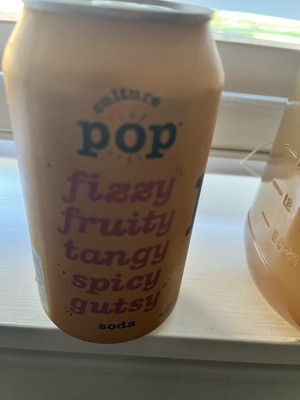 culture
pop
fizzy
fruity
tangy
spicy
gutsy
soda